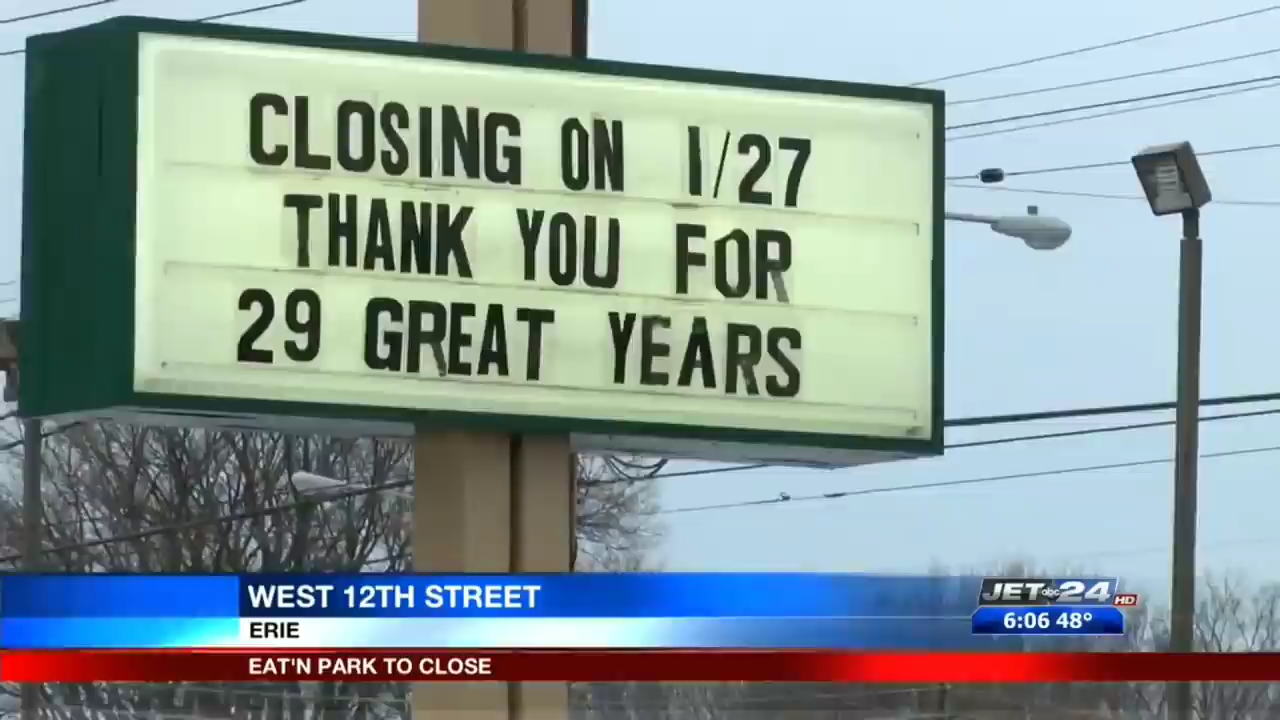 CLOSING ON 1/27
THANK YOU FOR
29 GREAT YEARS
WEST 12TH STREET
ERIE
EAT'N PARK TO CLOSE
JET abc 24 HD
6:06 48°